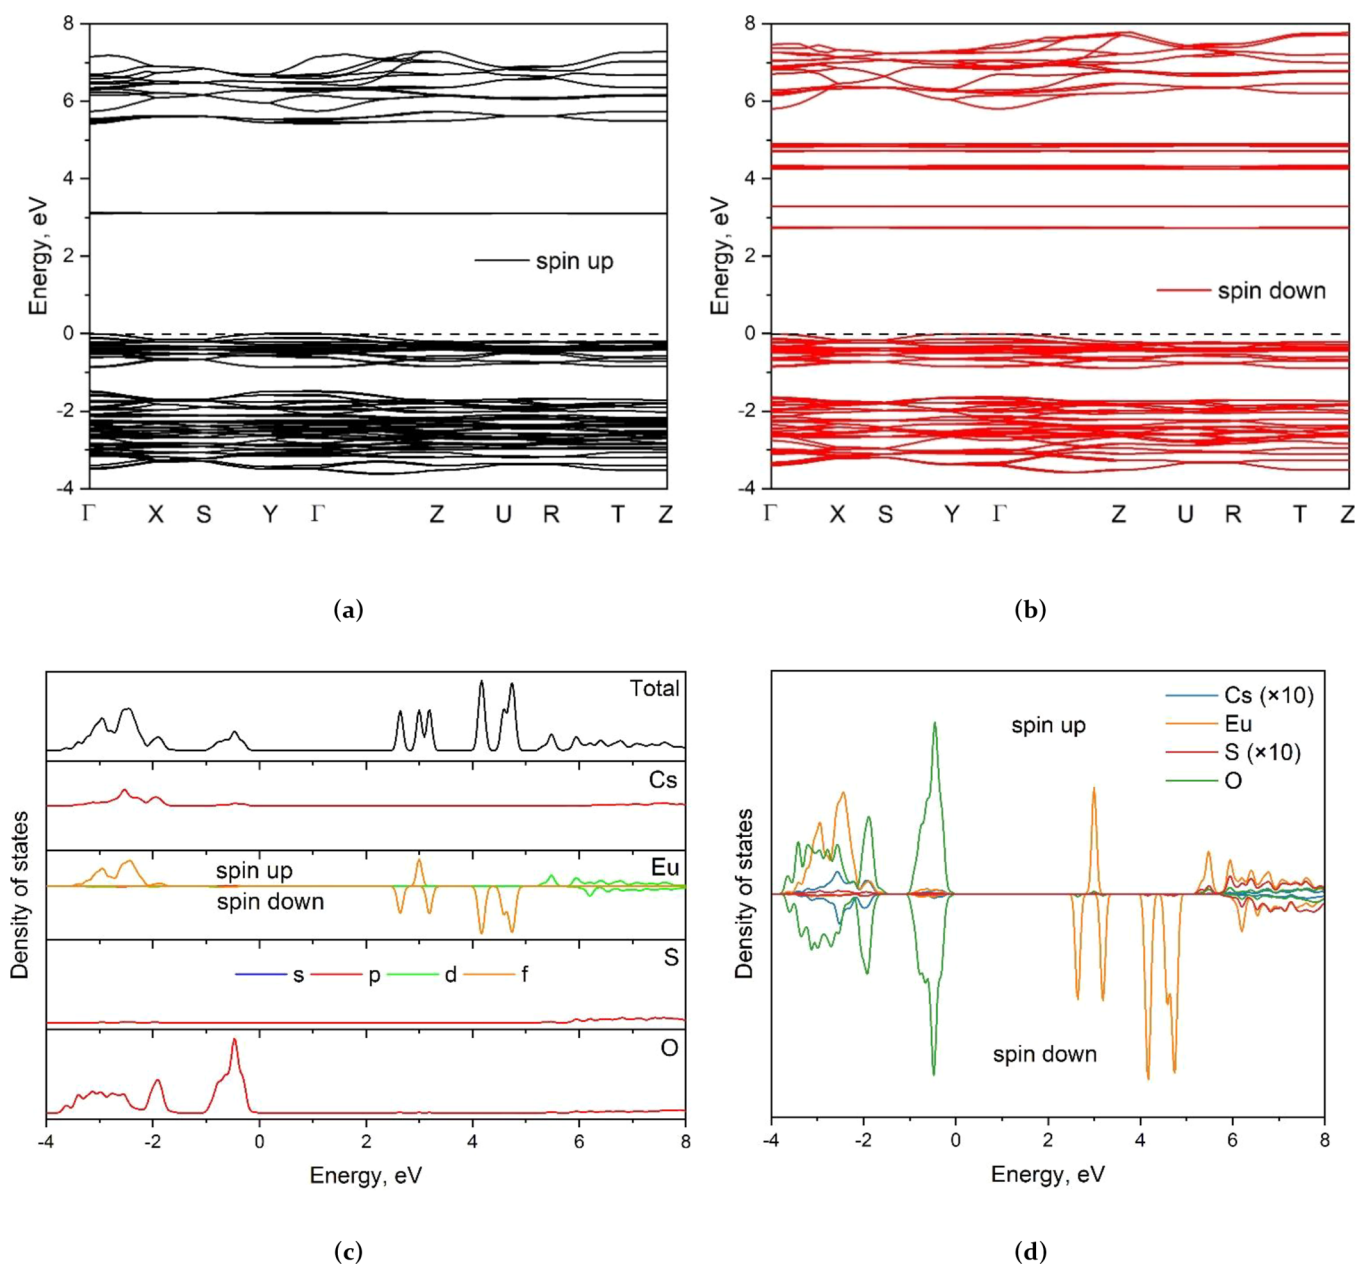 8
6
4
2
0
-2
-4
Energy, eV
spin up
Γ X S Y Γ Z U R T Z
(a)
8
6
4
2
0
-2
-4
Energy, eV
spin down
Γ X S Y Γ Z U R T Z
(b)
Density of states
Total
Cs
Eu
spin up
spin down
S
s p d f
O
-4 -2 0 2 4 6 8
Energy, eV
(c)
Density of states
spin up
Cs (×10)
Eu
S (×10)
O
spin down
-4 -2 0 2 4 6 8
Energy, eV
(d)